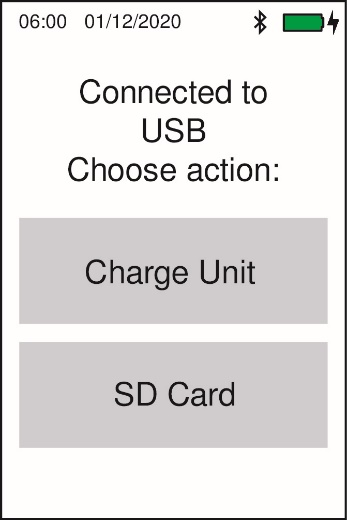 06:00 01/12/2020
Connected to
USB
Choose action:
Charge Unit
SD Card